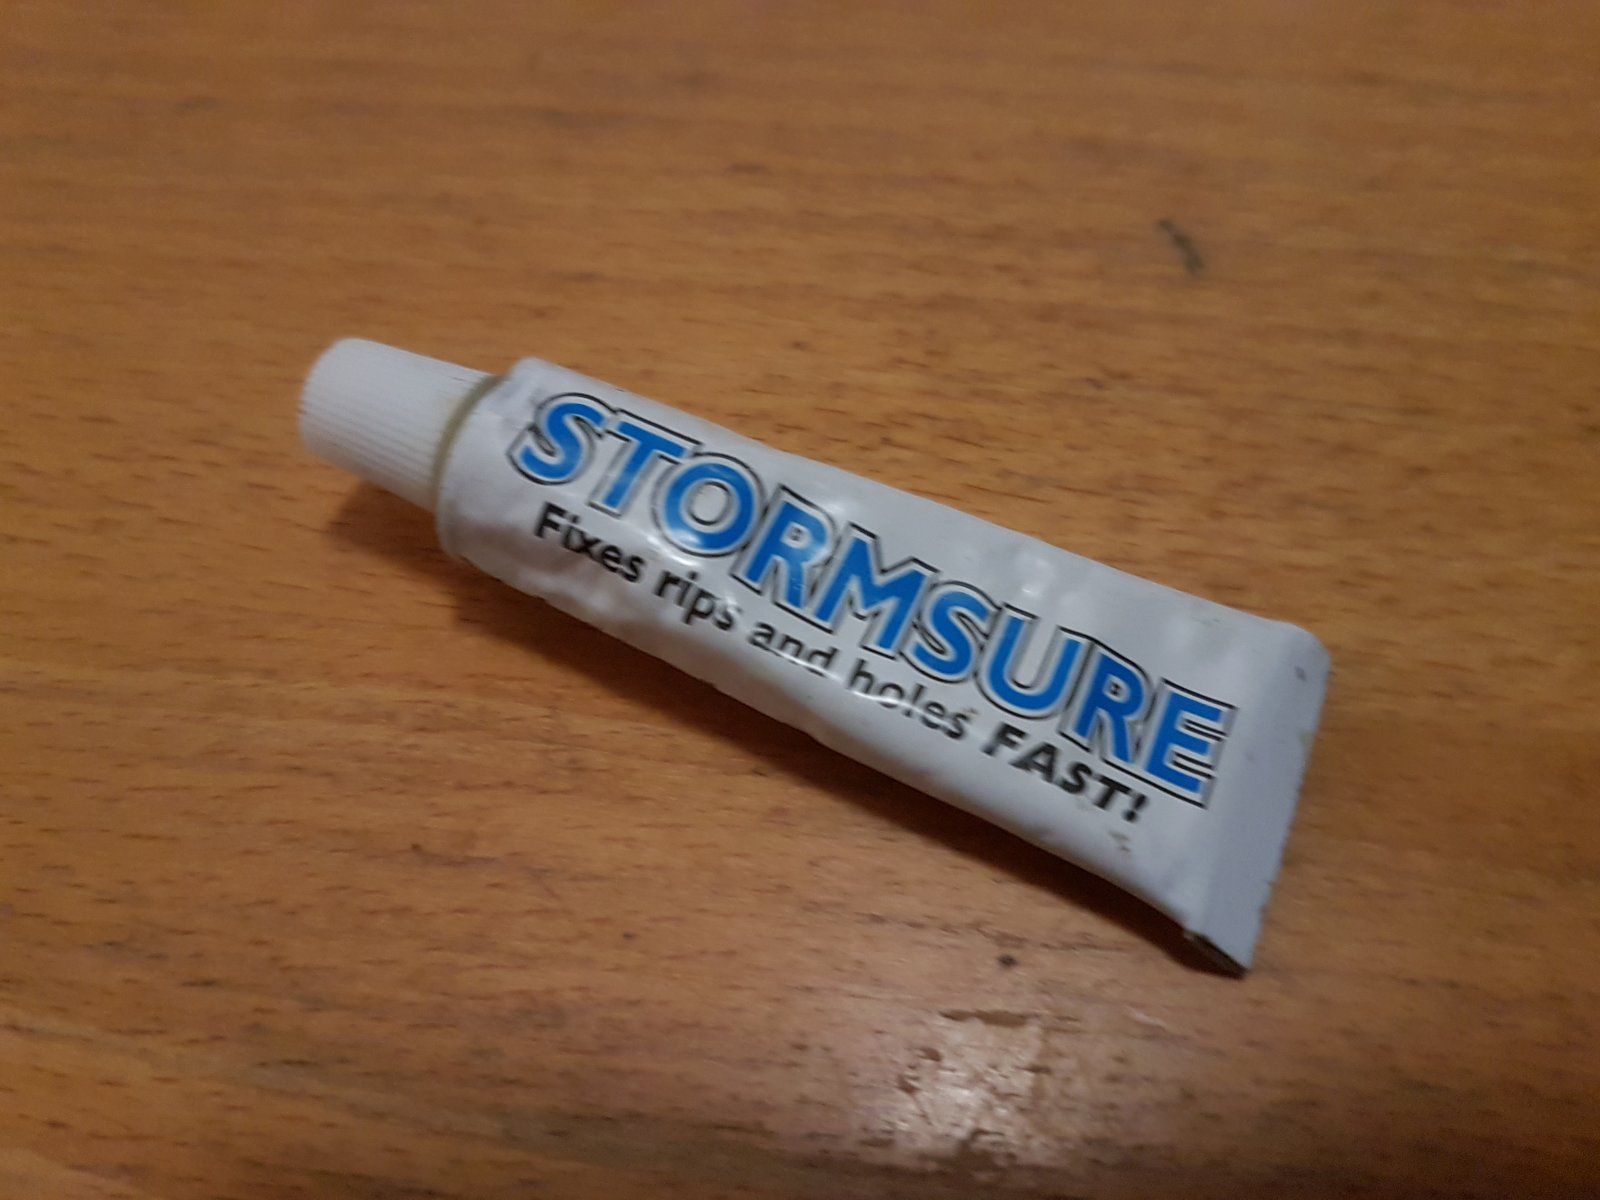 STORMSURE
Fixes rips and holes FAST!